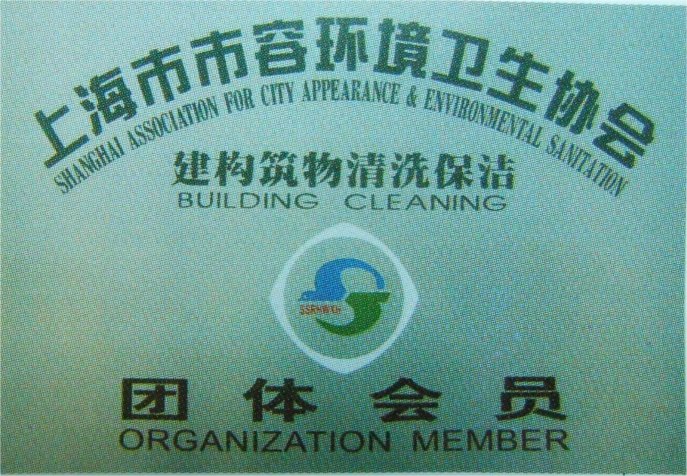 上海市市容环境卫生协会
SHANGHAI ASSOCIATION FOR CITY APPEARANCE & ENVIRONMENTAL SANITATION
建构筑物清洗保洁
BUILDING CLEANING
SSRHWXH
团体会员
ORGANIZATION MEMBER